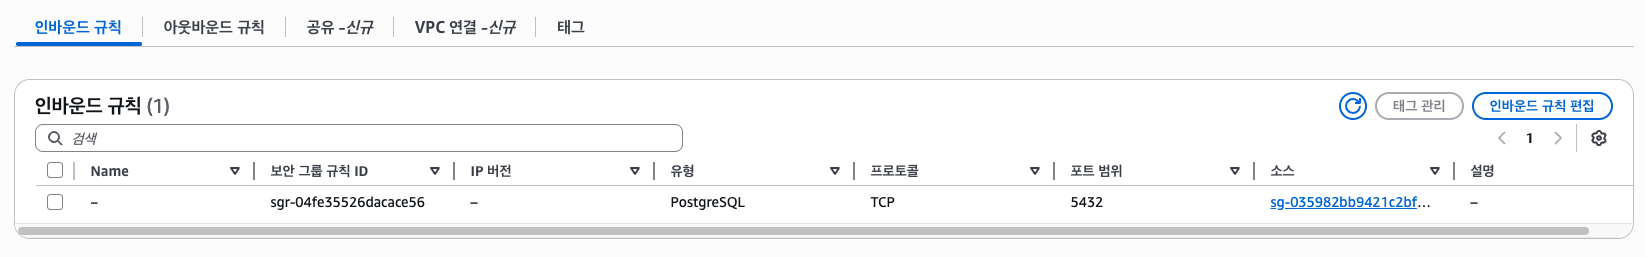 인바운드 규칙 아웃바운드 규칙 공유 -신규 VPC 연결 -신규 태그
인바운드 규칙 (1) 태그 관리 인바운드 규칙 편집
검색 1
Name 보안 그룹 규칙 ID IP 버전 유형 프로토콜 포트 범위 소스 설명
– sgr-04fe35526dacace56 – PostgreSQL TCP 5432 sg-035982bb9421c2bf... –